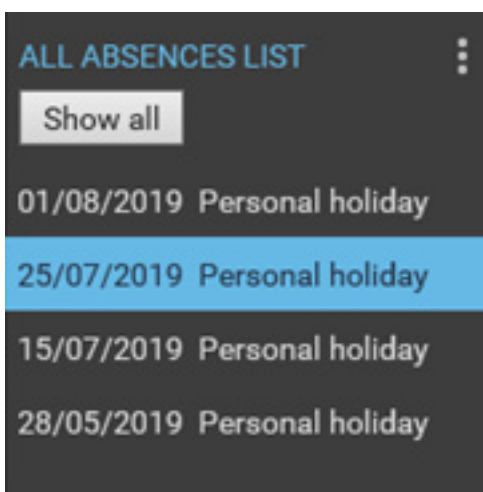 ALL ABSENCES LIST
Show all
01/08/2019 Personal holiday
25/07/2019 Personal holiday
15/07/2019 Personal holiday
28/05/2019 Personal holiday